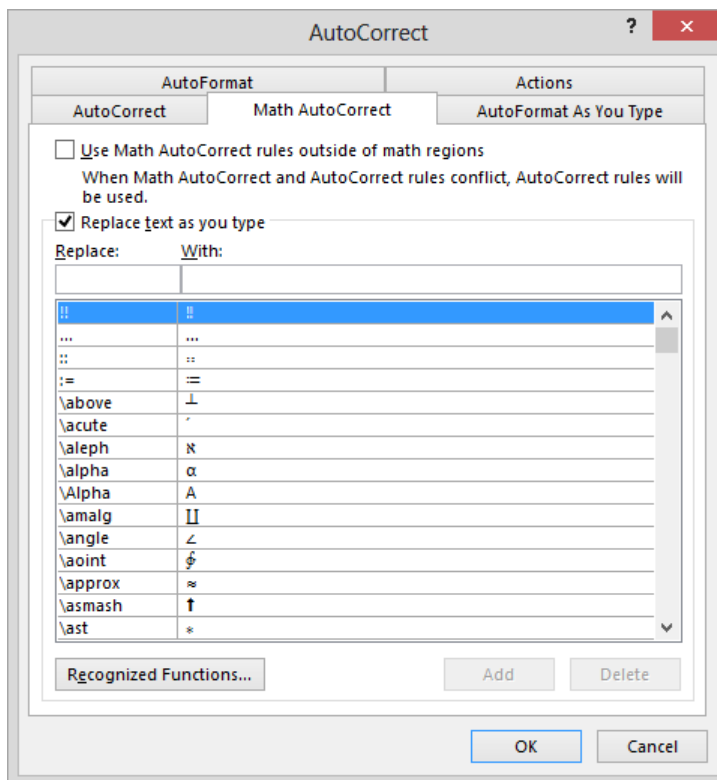 AutoCorrect
?
AutoFormat Actions
AutoCorrect Math AutoCorrect AutoFormat As You Type
Use Math AutoCorrect rules outside of math regions
When Math AutoCorrect and AutoCorrect rules conflict, AutoCorrect rules will
be used.
Replace text as you type
Replace: With:
!! ‼
... …
:: ∷
:= ≔
\above ┴
\acute ´
\aleph ℵ
\alpha α
\Alpha Α
\amalg ∐
\angle ∠
\aoint ∳
\approx ≈
\asmash ⬆
\ast ∗
Recognized Functions... Add Delete
OK Cancel